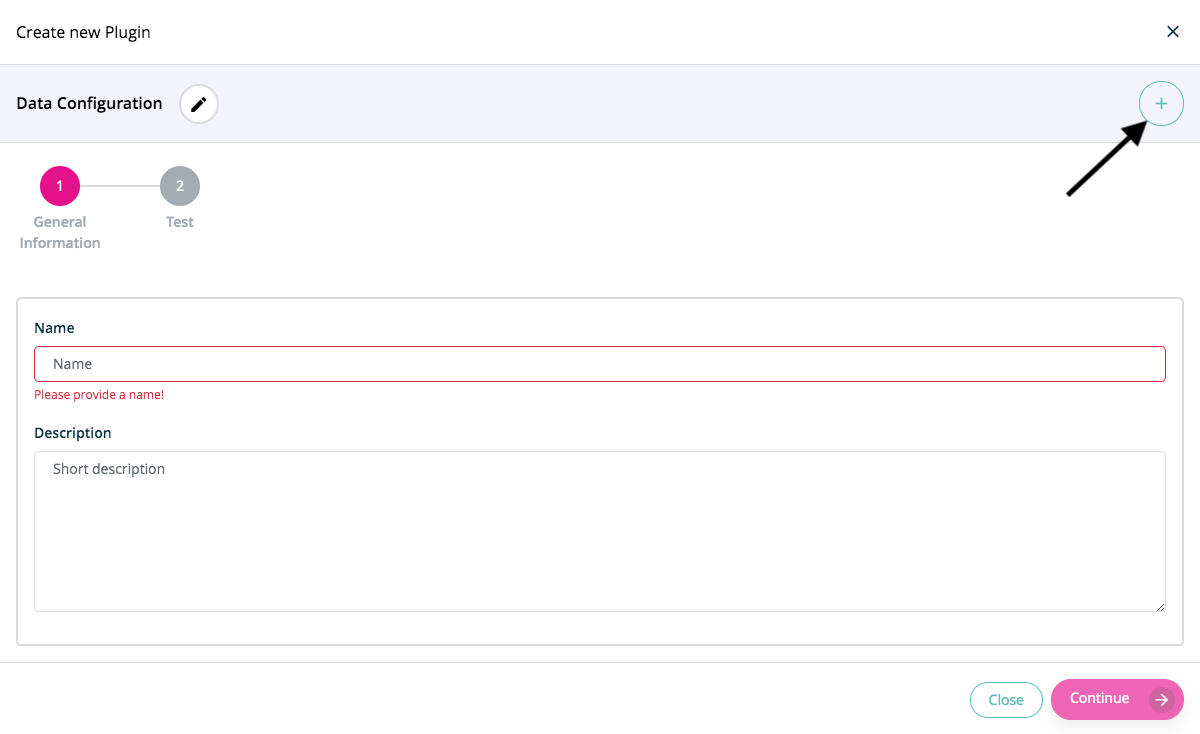 Create new Plugin
Data Configuration
1
2
General
Information
Test
Name
Name
Please provide a name!
Description
Short description
Close
Continue